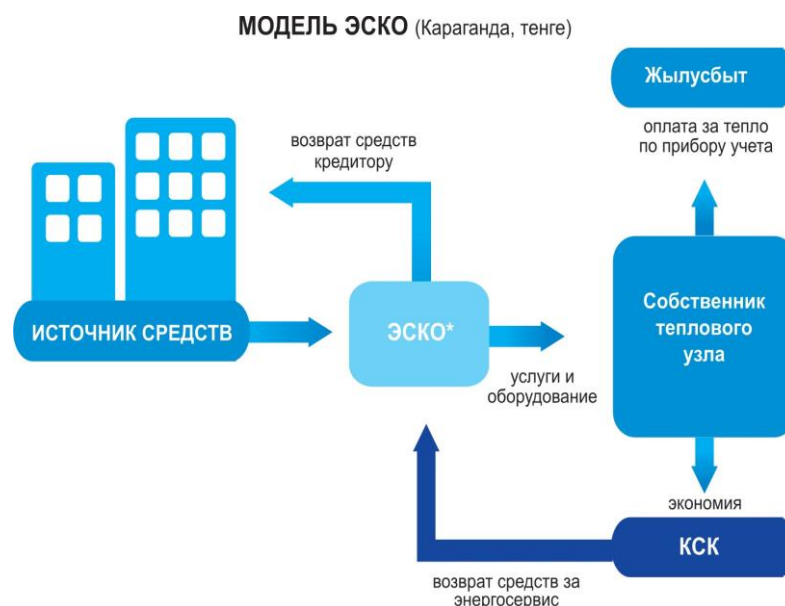 МОДЕЛЬ ЭСКО (Караганда, тенге)
Жылусбыт
оплата за тепло
по прибору учета
возврат средств
кредитору
ИСТОЧНИК СРЕДСТВ
ЭСКО*
услуги и
оборудование
Собственник
теплового
узла
экономия
КСК
возврат средств за
энергосервис